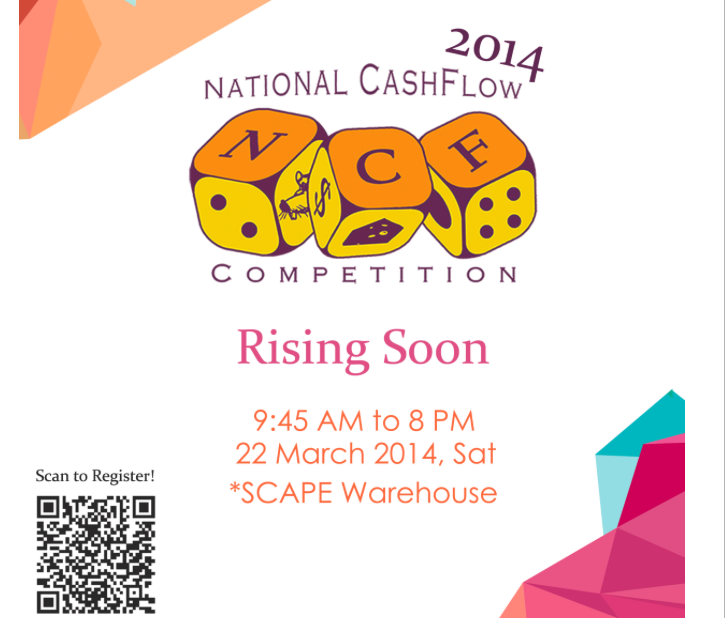 2014
NATIONAL CASHFLOW
N C F
$
COMPETITION
Rising Soon
9:45 AM to 8 PM
22 March 2014, Sat
*SCAPE Warehouse
Scan to Register!